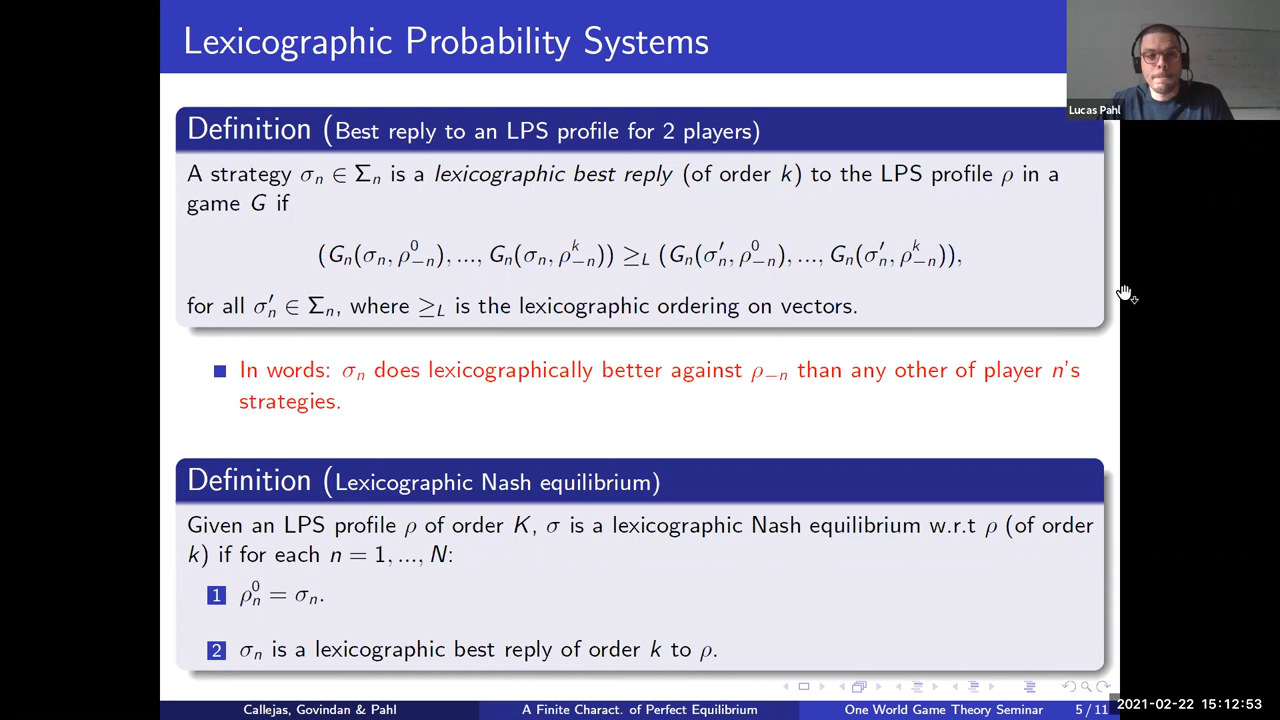 Lexicographic Probability Systems
Lucas Pahl
Definition (Best reply to an LPS profile for 2 players)
A strategy σ_n ∈ Σ_n is a lexicographic best reply (of order k) to the LPS profile ρ in a
game G if
(G_n(σ_n, ρ^0_{−n}), ..., G_n(σ_n, ρ^k_{−n})) ≥_L (G_n(σ′_n, ρ^0_{−n}), ..., G_n(σ′_n, ρ^k_{−n})),
for all σ′_n ∈ Σ_n, where ≥_L is the lexicographic ordering on vectors.
In words: σ_n does lexicographically better against ρ_{−n} than any other of player n's
strategies.
Definition (Lexicographic Nash equilibrium)
Given an LPS profile ρ of order K, σ is a lexicographic Nash equilibrium w.r.t ρ (of order
k) if for each n = 1, ..., N:
1 ρ^0_n = σ_n.
2 σ_n is a lexicographic best reply of order k to ρ.
Callejas, Govindan & Pahl A Finite Charact. of Perfect Equilibrium One World Game Theory Seminar 5 / 11
2021-02-22 15:12:53